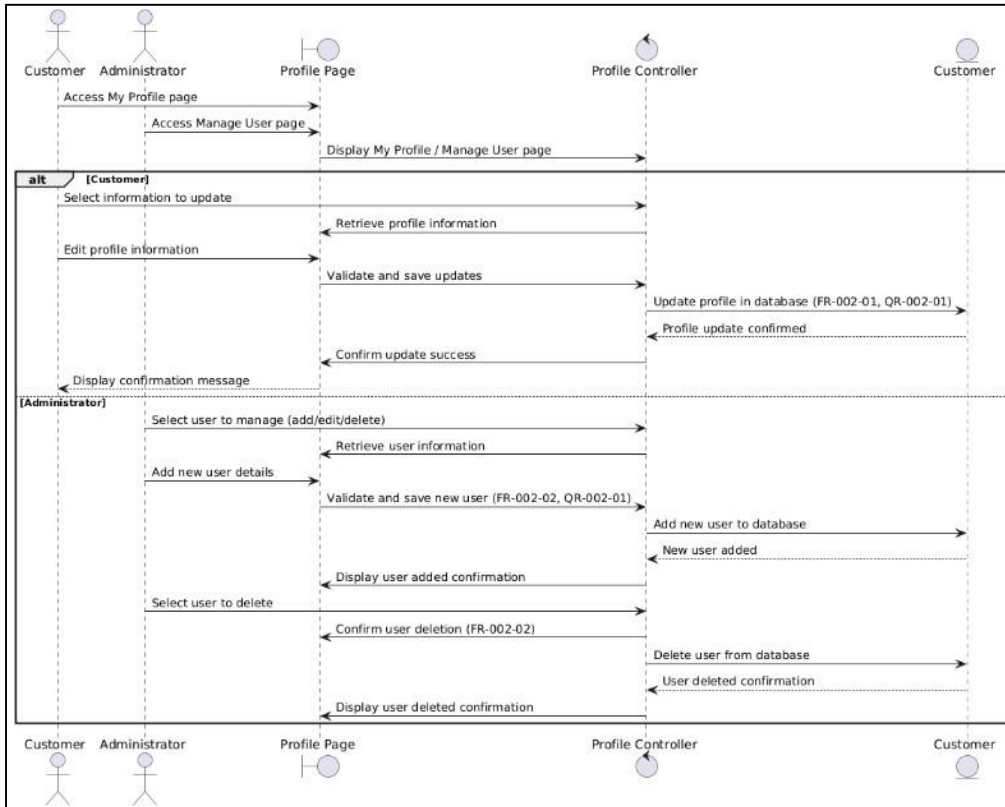 Customer Administrator Profile Page Profile Controller Customer
Access My Profile page
Access Manage User page
Display My Profile / Manage User page
alt [Customer]
Select information to update
Retrieve profile information
Edit profile information
Validate and save updates
Update profile in database (FR-002-01, QR-002-01)
Profile update confirmed
Confirm update success
Display confirmation message
[Administrator]
Select user to manage (add/edit/delete)
Retrieve user information
Add new user details
Validate and save new user (FR-002-02, QR-002-01)
Add new user to database
New user added
Display user added confirmation
Select user to delete
Confirm user deletion (FR-002-02)
Delete user from database
User deleted confirmation
Display user deleted confirmation
Customer Administrator Profile Page Profile Controller Customer